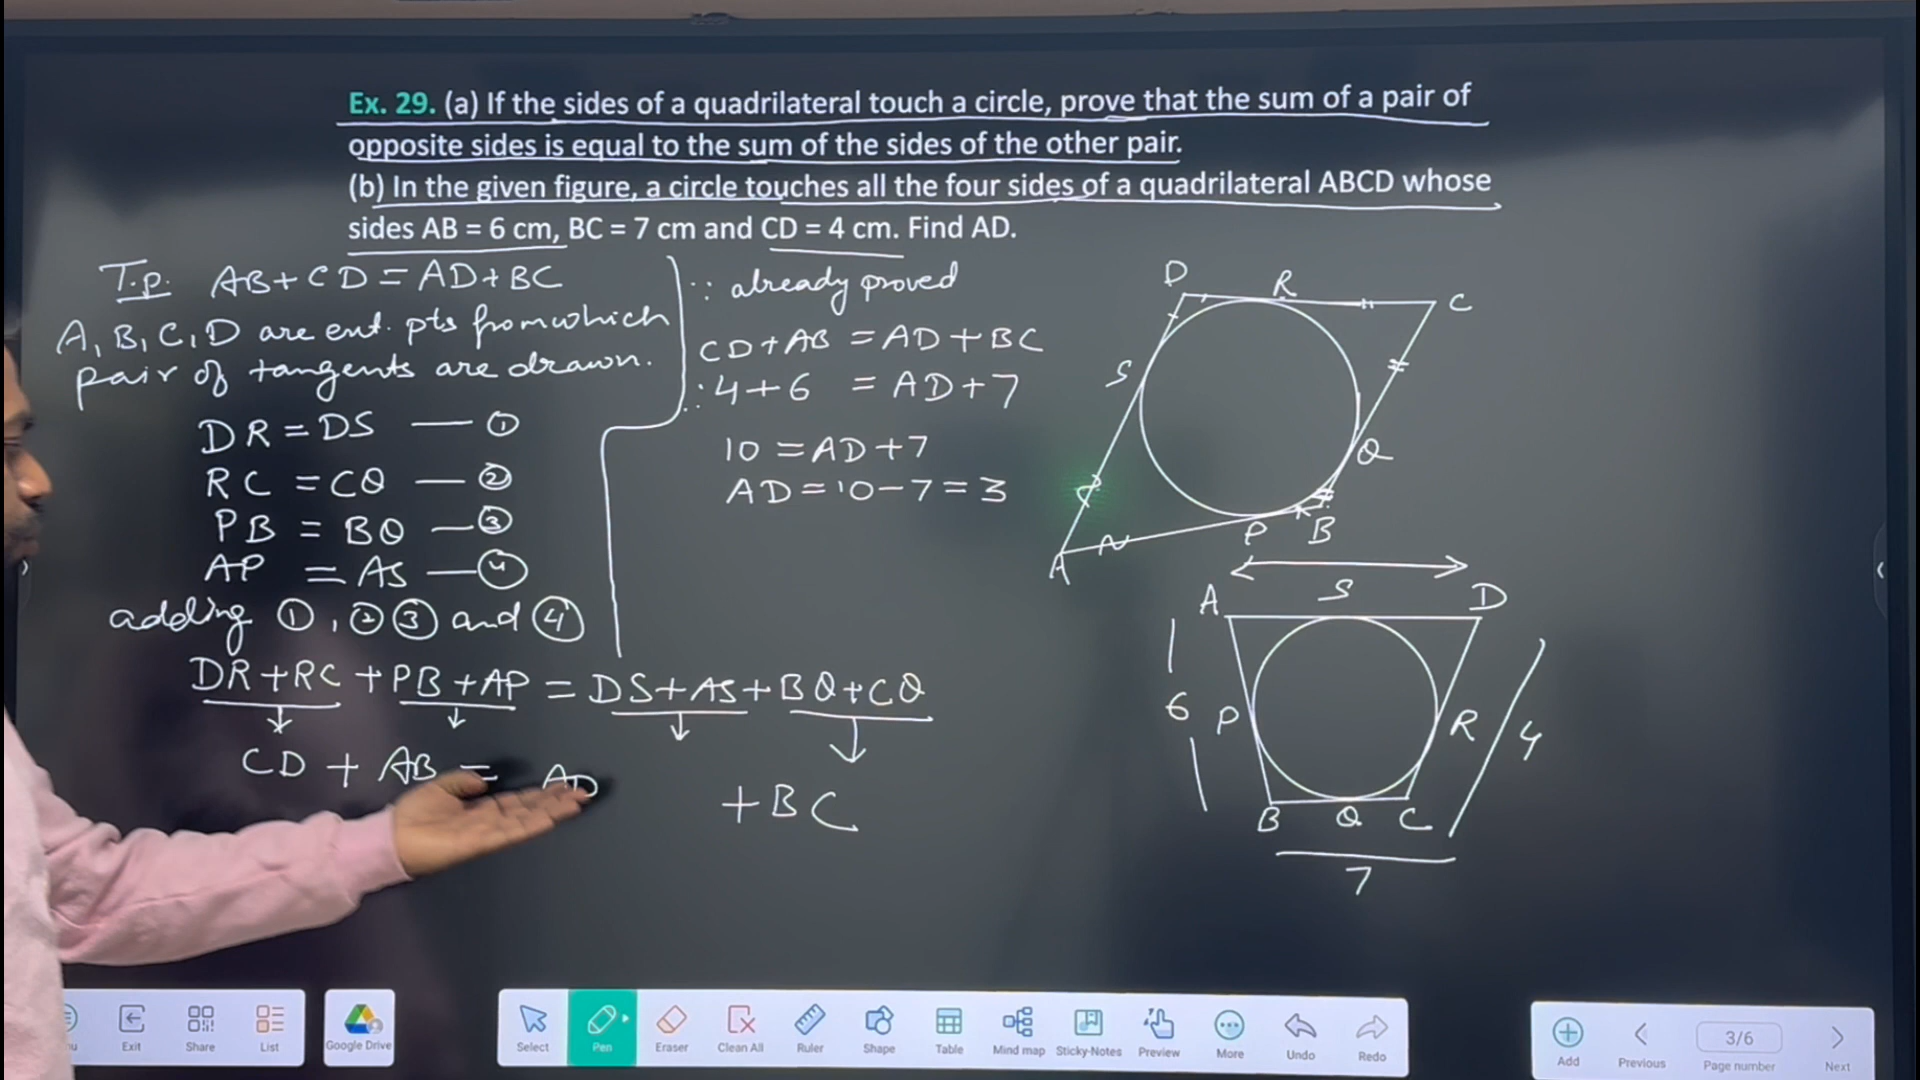 Ex. 29. (a) If the sides of a quadrilateral touch a circle, prove that the sum of a pair of
opposite sides is equal to the sum of the sides of the other pair.
(b) In the given figure, a circle touches all the four sides of a quadrilateral ABCD whose
sides AB = 6 cm, BC = 7 cm and CD = 4 cm. Find AD.
T.p. AB+CD=AD+BC
A, B, C, D are ext. pts from which
pair of tangents are drawn.
DR=DS — ①
RC = CQ — ②
PB = BQ — ③
AP = AS — ④
adding ①, ② ③ and ④
DR+RC+PB+AP = DS+AS+BQ+CQ
CD + AB = AD + BC
∵ already proved
CD+AB = AD+BC
∴ 4+6 = AD+7
10 = AD+7
AD=10-7=3
D R C
S
Q
P B
A
A S D
6 P R 4
B Q C
7
Exit
Share
List
Google Drive
Select
Pen
Eraser
Clean All
Ruler
Shape
Table
Mind map
Sticky-Notes
Preview
More
Undo
Redo
Add
Previous
3/6
Page number
Next